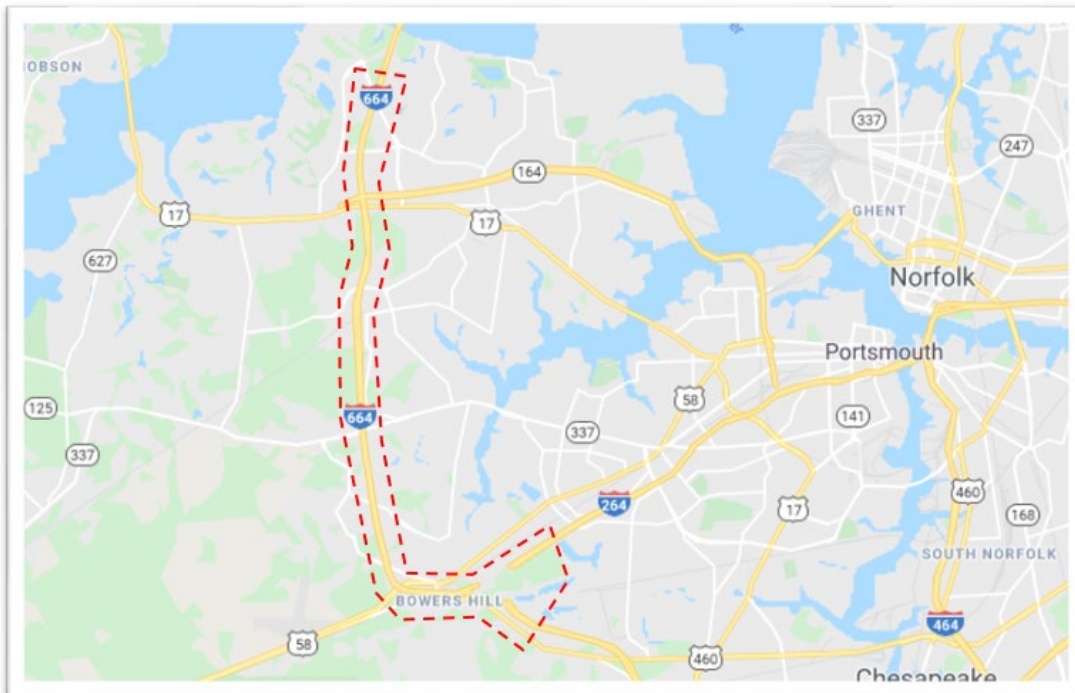 HOBSON
664
337
247
164
17
17
GHENT
627
Norfolk
Portsmouth
58
125
664
141
337
337
264
460
17
168
SOUTH NORFOLK
BOWERS HILL
464
58
460
Chesapeake